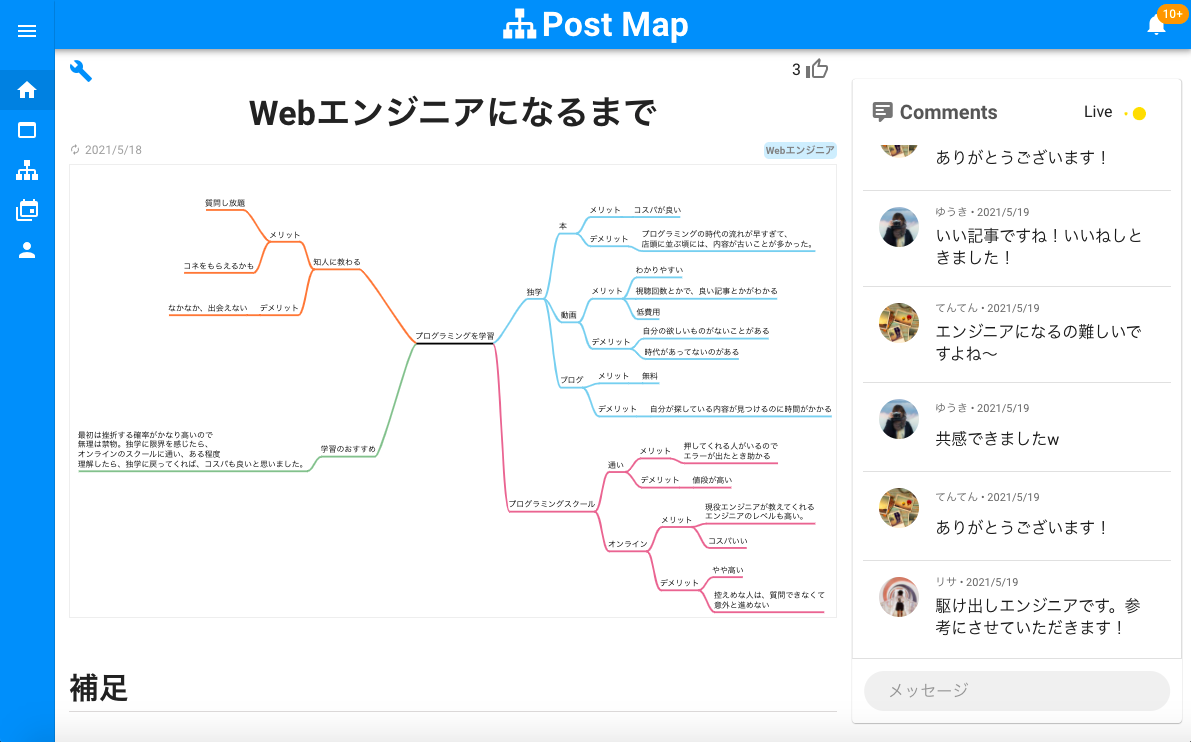 Post Map
10+
3
Webエンジニアになるまで
2021/5/18
Webエンジニア
質問し放題
メリット
コネをもらえるかも
知人に教わる
なかなか、出会えない
デメリット
プログラミングを学習
最初は挫折する確率がかなり高いので
無理は禁物。独学に限界を感じたら、
オンラインのスクールに通い、ある程度
理解したら、独学に戻ってくれば、コスパも良いと思いました。
学習のおすすめ
独学
本
メリット
コスパが良い
デメリット
プログラミングの時代の流れが早すぎて、
店頭に並ぶ頃には、内容が古いことが多かった。
動画
メリット
わかりやすい
視聴回数とかで、良い記事とかがわかる
低費用
デメリット
自分の欲しいものがないことがある
時代があってないのがある
ブログ
メリット
無料
デメリット
自分が探している内容が見つけるのに時間がかかる
プログラミングスクール
通い
メリット
押してくれる人がいるので
エラーが出たとき助かる
デメリット
値段が高い
オンライン
メリット
現役エンジニアが教えてくれる
エンジニアのレベルも高い。
コスパいい
デメリット
やや高い
控えめな人は、質問できなくて
意外と進めない
補足
Comments
Live
ありがとうございます！
ゆうき • 2021/5/19
いい記事ですね！いいねしと
きました！
てんてん • 2021/5/19
エンジニアになるの難しいで
すよね〜
ゆうき • 2021/5/19
共感できましたw
てんてん • 2021/5/19
ありがとうございます！
リサ • 2021/5/19
駆け出しエンジニアです。参
考にさせていただきます！
メッセージ